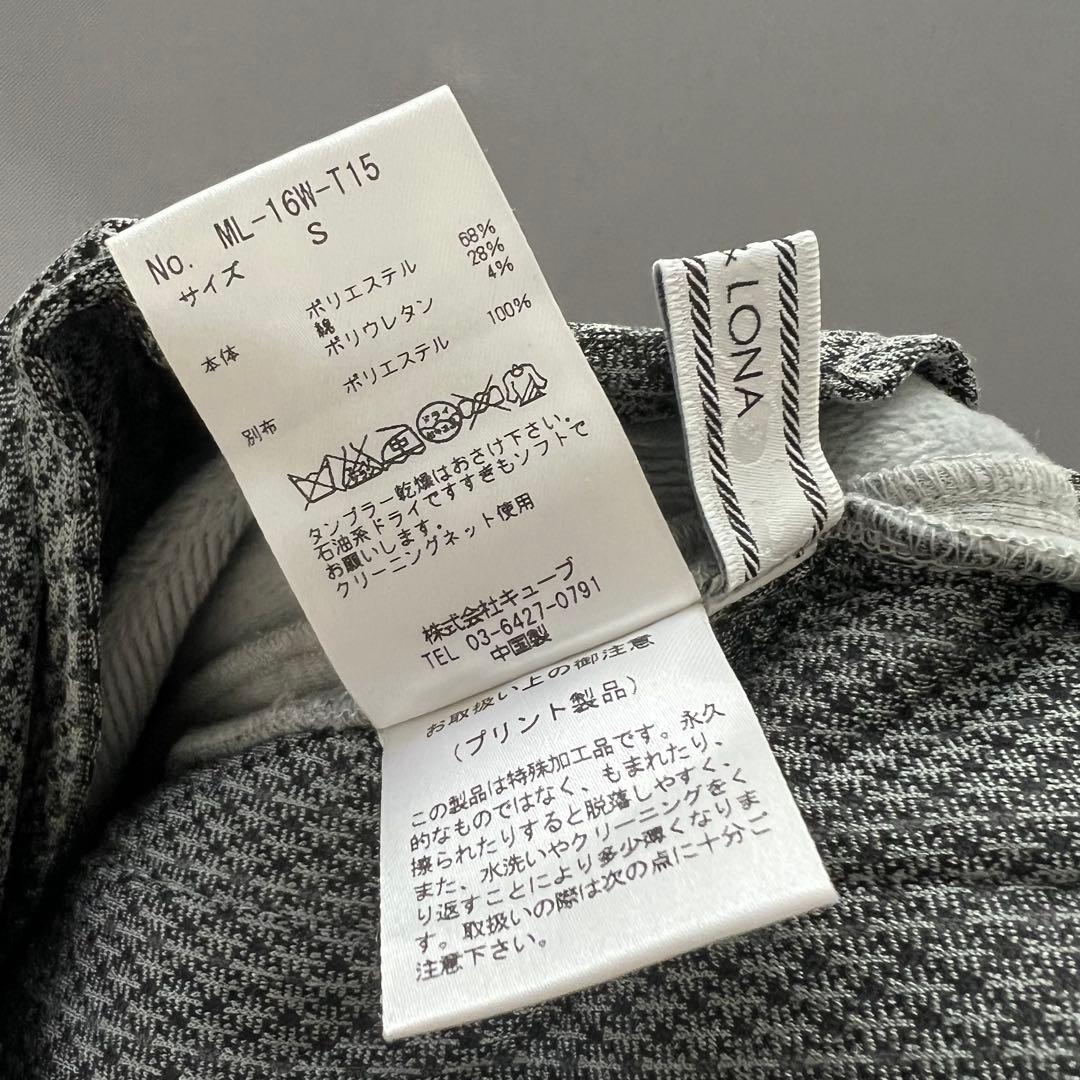 No. ML-16W-T15
サイズ S
本体 ポリエステル 68%
綿 28%
ポリウレタン 4%
別布 ポリエステル 100%
ドライ
タンブラー乾燥はおさけ下さい。
石油系ドライですすぎもソフトで
お願いします。
クリーニングネット使用
株式会社キューブ
TEL 03-6427-0791
中国製
お取扱い上の御注意
(プリント製品)
この製品は特殊加工品です。永久
的なものではなく、もまれたり、
擦られたりすると脱落しやすく、
また、水洗いやクリーニングをく
り返すことにより多少薄くなりま
す。取扱いの際は次の点に十分ご
注意下さい。
× LONA